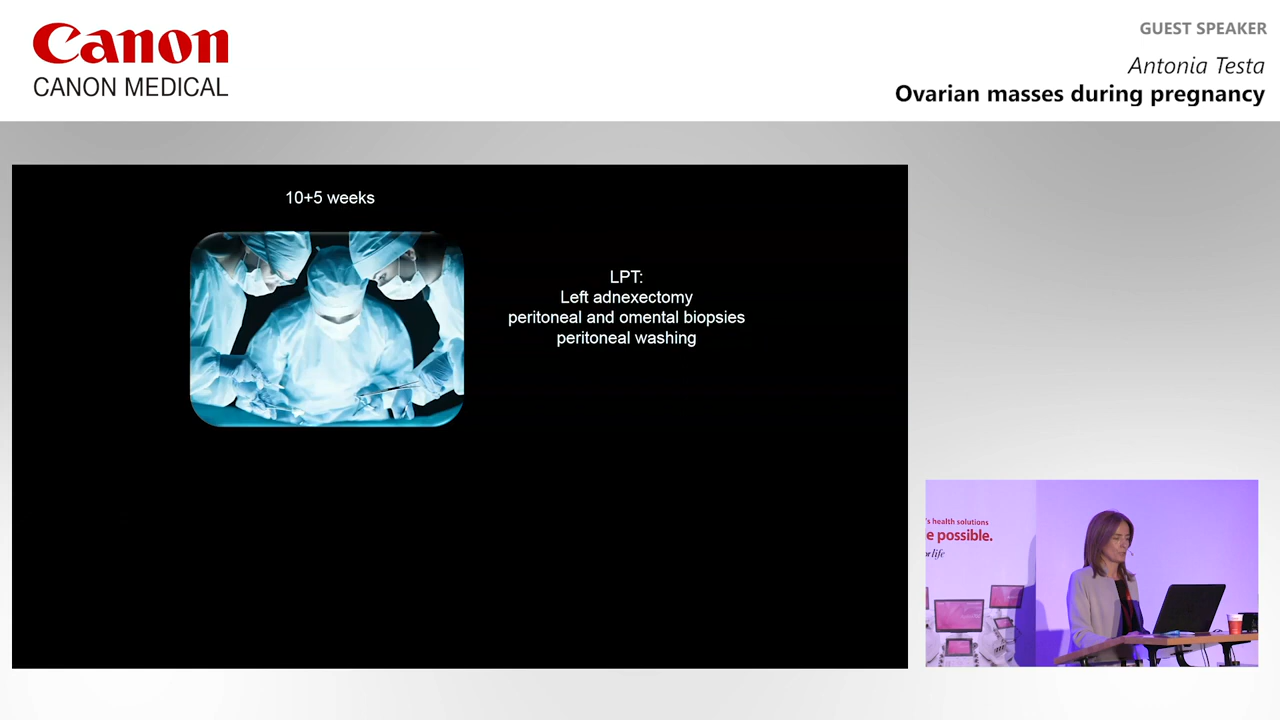 Canon
CANON MEDICAL
GUEST SPEAKER
Antonia Testa
Ovarian masses during pregnancy
10+5 weeks
LPT:
Left adnexectomy
peritoneal and omental biopsies
peritoneal washing
's health solutions
e possible.
or life